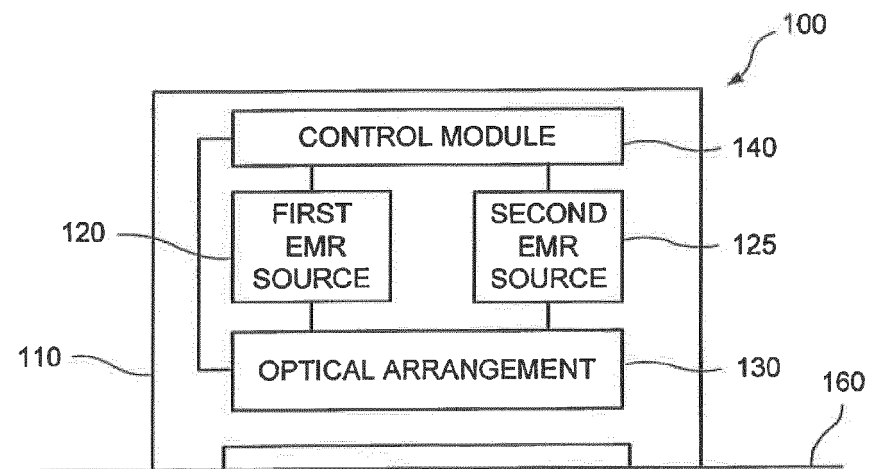 100
CONTROL MODULE
140
FIRST
EMR
SOURCE
120
SECOND
EMR
SOURCE
125
110
OPTICAL ARRANGEMENT
130
160